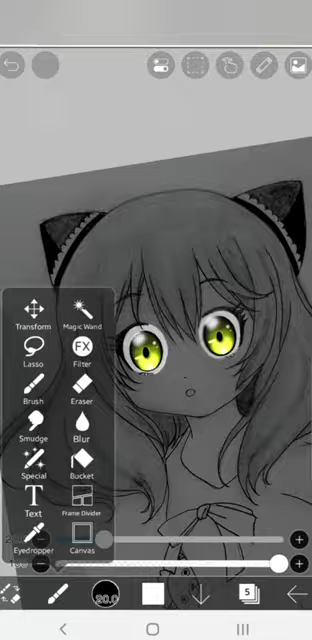 Transform Magic Wand
Lasso Filter
FX
Brush Eraser
Smudge Blur
Special Bucket
Text Frame Divider
Eyedropper Canvas
20.0
5